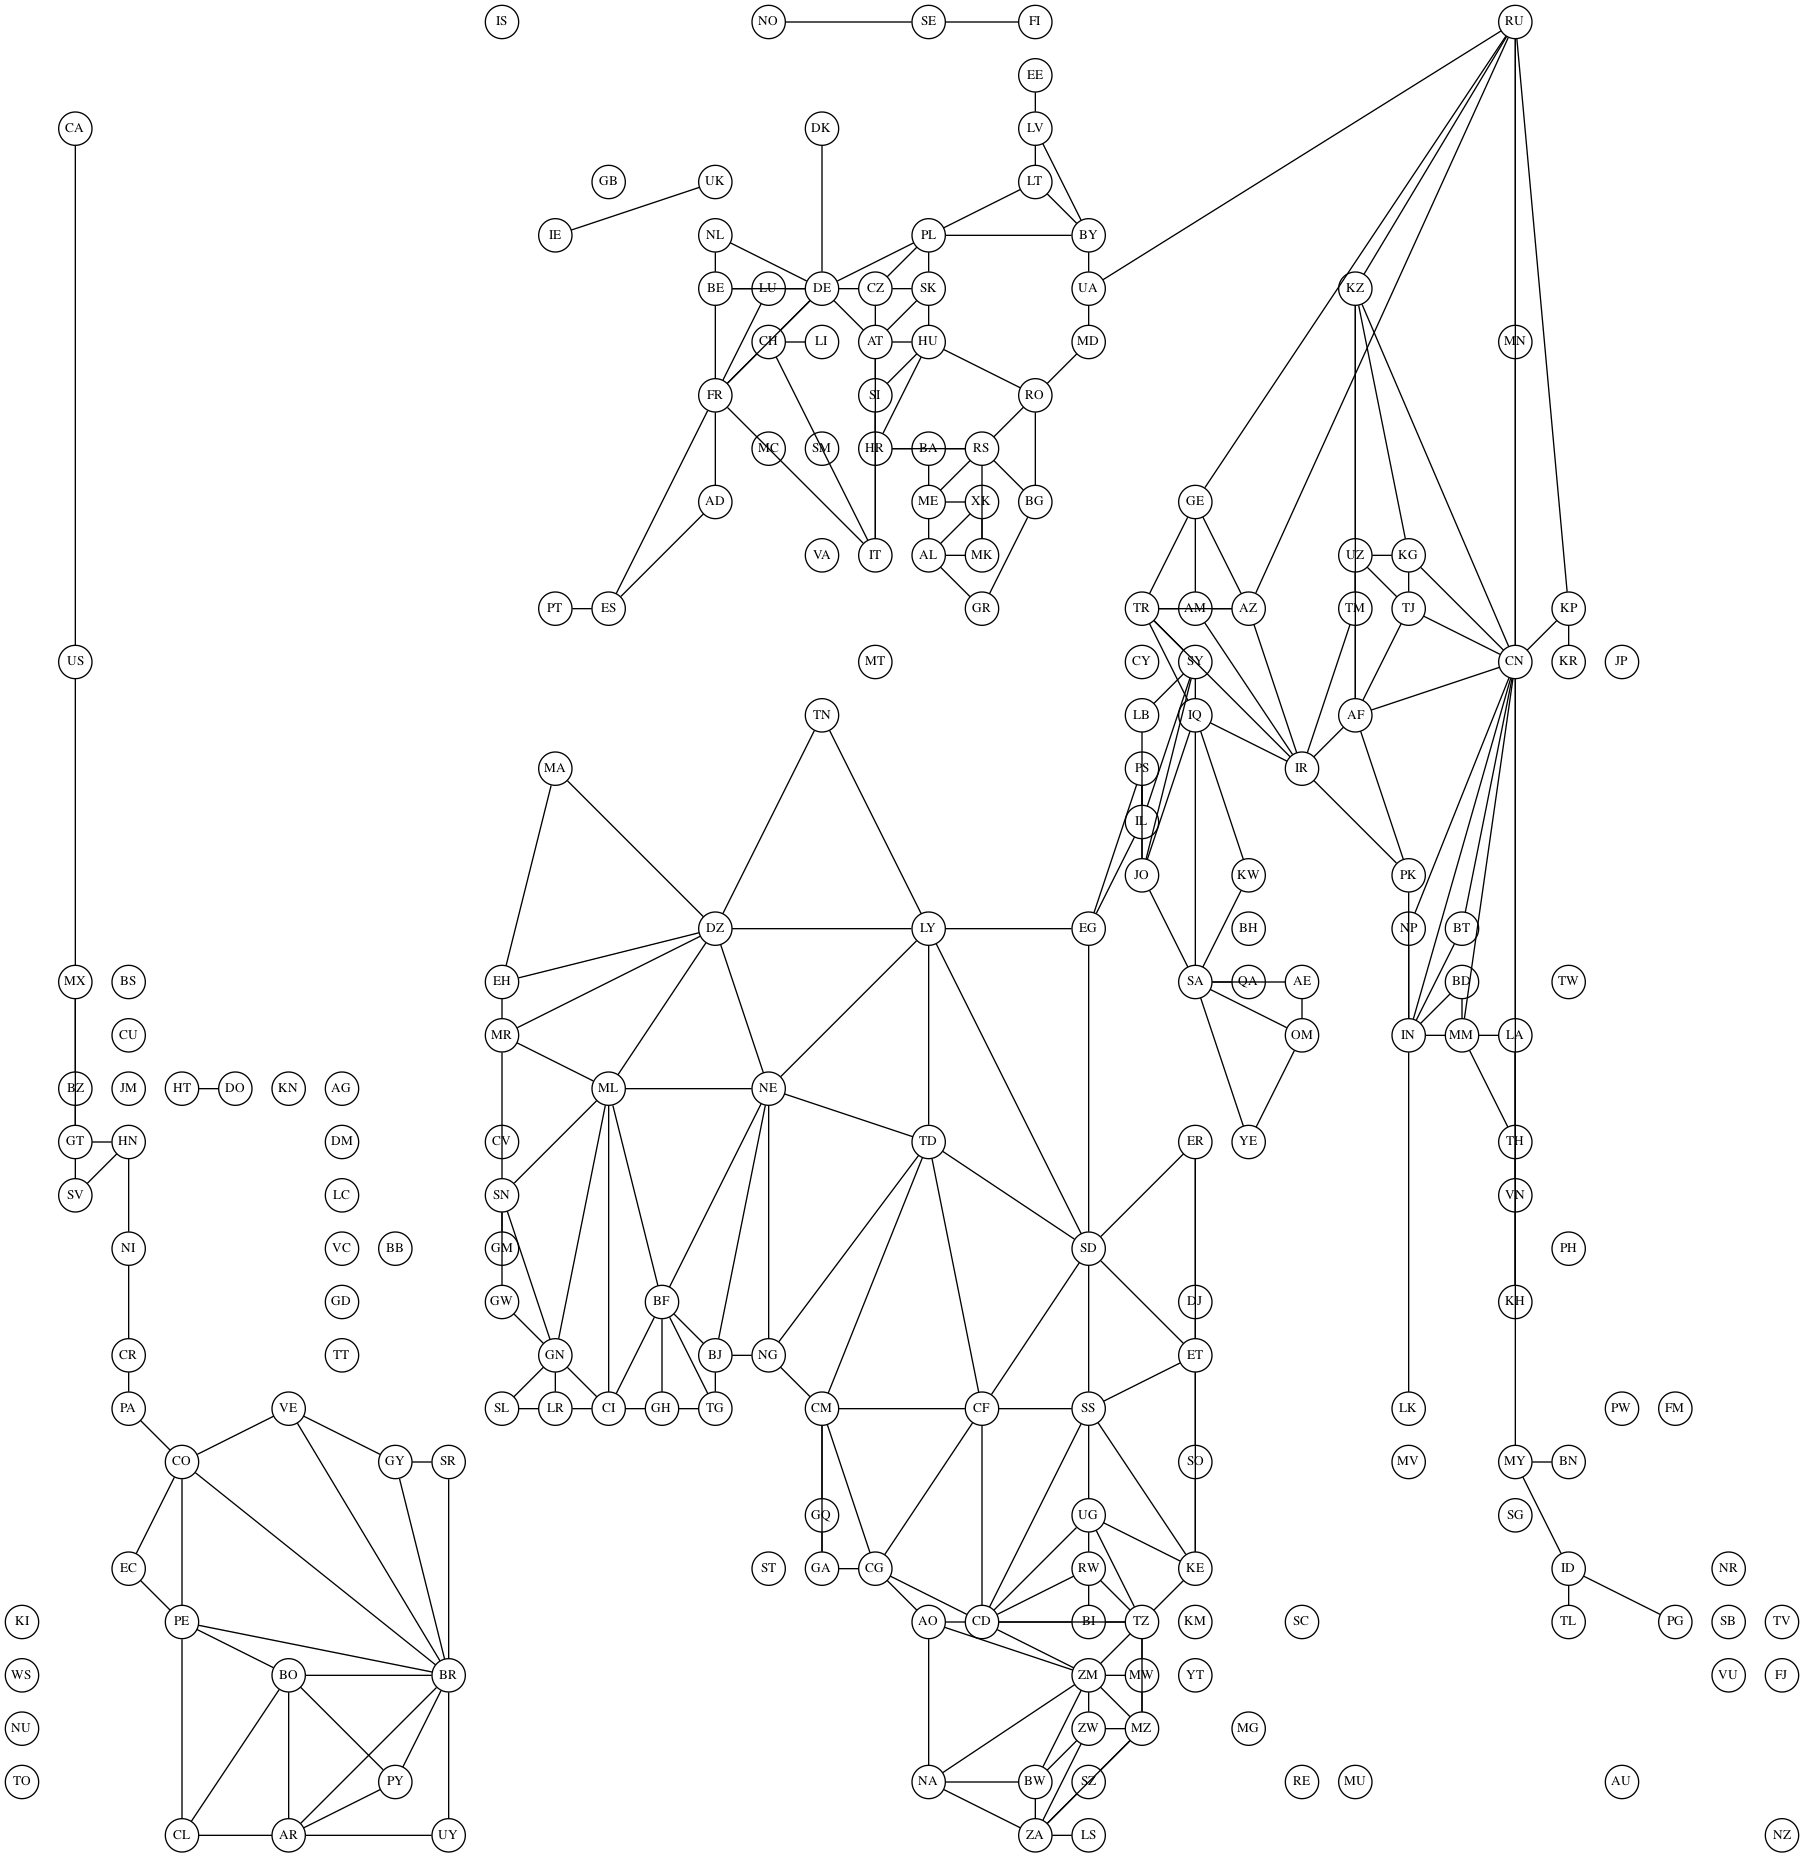 IS NO SE FI RU
EE
CA DK LV
GB UK LT
IE NL PL BY
BE LU DE CZ SK UA KZ
CH LI AT HU MD MN
FR SI RO
MC SM HR BA RS
AD ME XK BG GE
VA IT AL MK UZ KG
PT ES GR TR AM AZ TM TJ KP
US MT CY SY CN KR JP
TN LB IQ AF
MA PS IR
IL
JO KW PK
DZ LY EG BH NP BT
MX BS EH SA QA AE BD TW
CU MR OM IN MM LA
BZ JM HT DO KN AG ML NE
GT HN DM CV TD ER YE TH
SV LC SN VN
NI VC BB GM SD PH
GD GW BF DJ KH
CR TT GN BJ NG ET
PA VE SL LR CI GH TG CM CF SS LK PW FM
CO GY SR SO MV MY BN
GQ UG SG
EC ST GA CG RW KE ID NR
KI PE AO CD BI TZ KM SC TL PG SB TV
WS BO BR ZM MW YT VU FJ
NU ZW MZ MG
TO PY NA BW SZ RE MU AU
CL AR UY ZA LS NZ